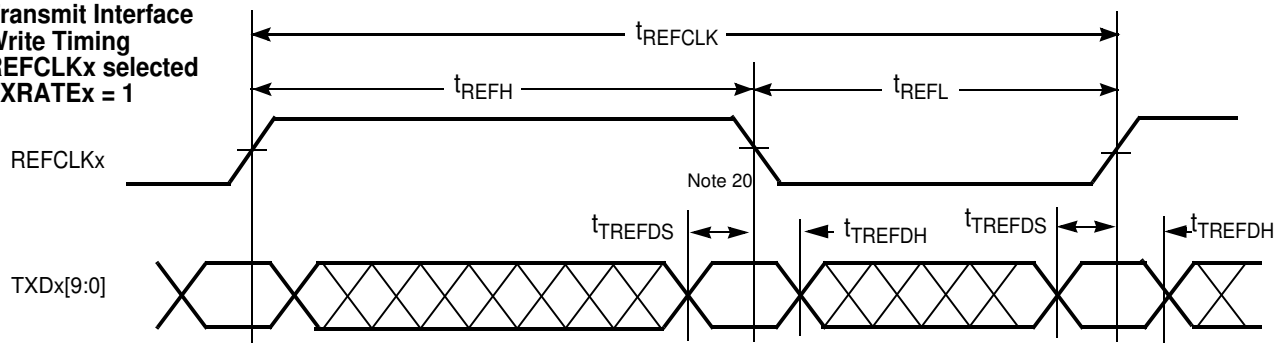 ransmit Interface
Write Timing
REFCLKx selected
XRATEx = 1
tREFCLK
tREFH
tREFL
REFCLKx
Note 20
tTREFDS
tTREFDH
tTREFDS
tTREFDH
TXDx[9:0]